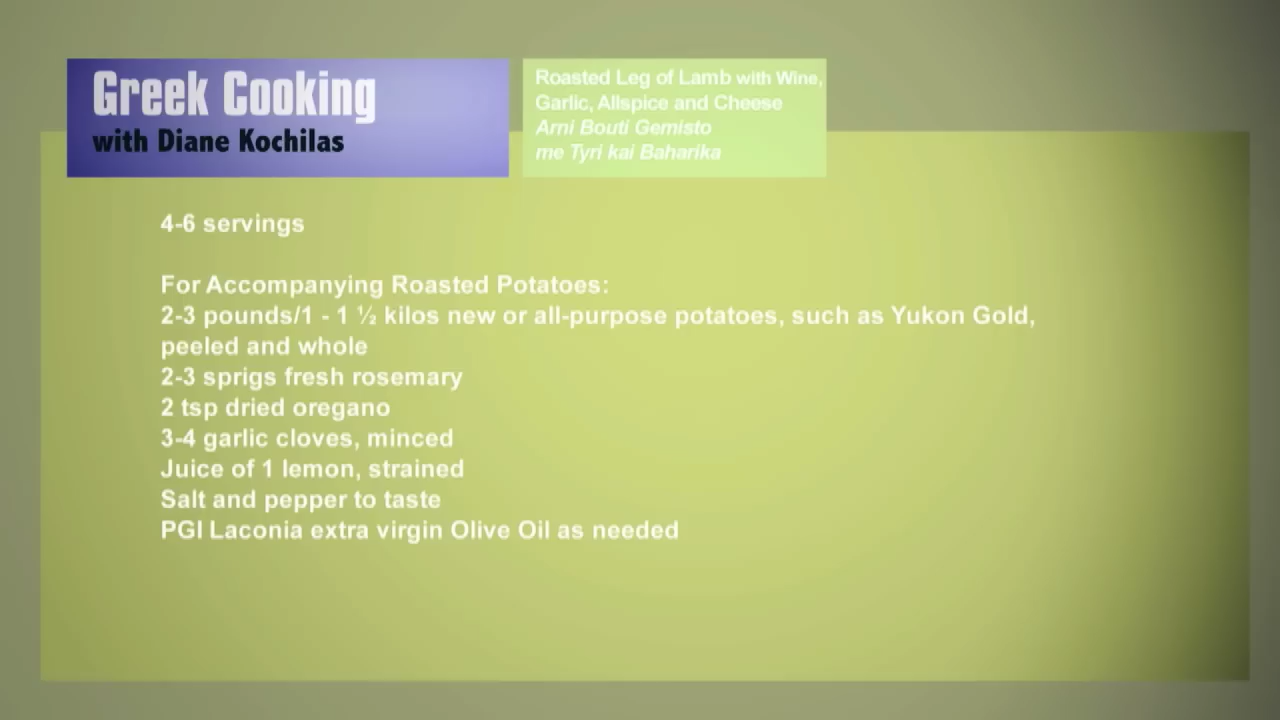 Greek Cooking
with Diane Kochilas
Roasted Leg of Lamb with Wine,
Garlic, Allspice and Cheese
Arni Bouti Gemisto
me Tyri kai Baharika
4-6 servings
For Accompanying Roasted Potatoes:
2-3 pounds/1 - 1 ½ kilos new or all-purpose potatoes, such as Yukon Gold,
peeled and whole
2-3 sprigs fresh rosemary
2 tsp dried oregano
3-4 garlic cloves, minced
Juice of 1 lemon, strained
Salt and pepper to taste
PGI Laconia extra virgin Olive Oil as needed